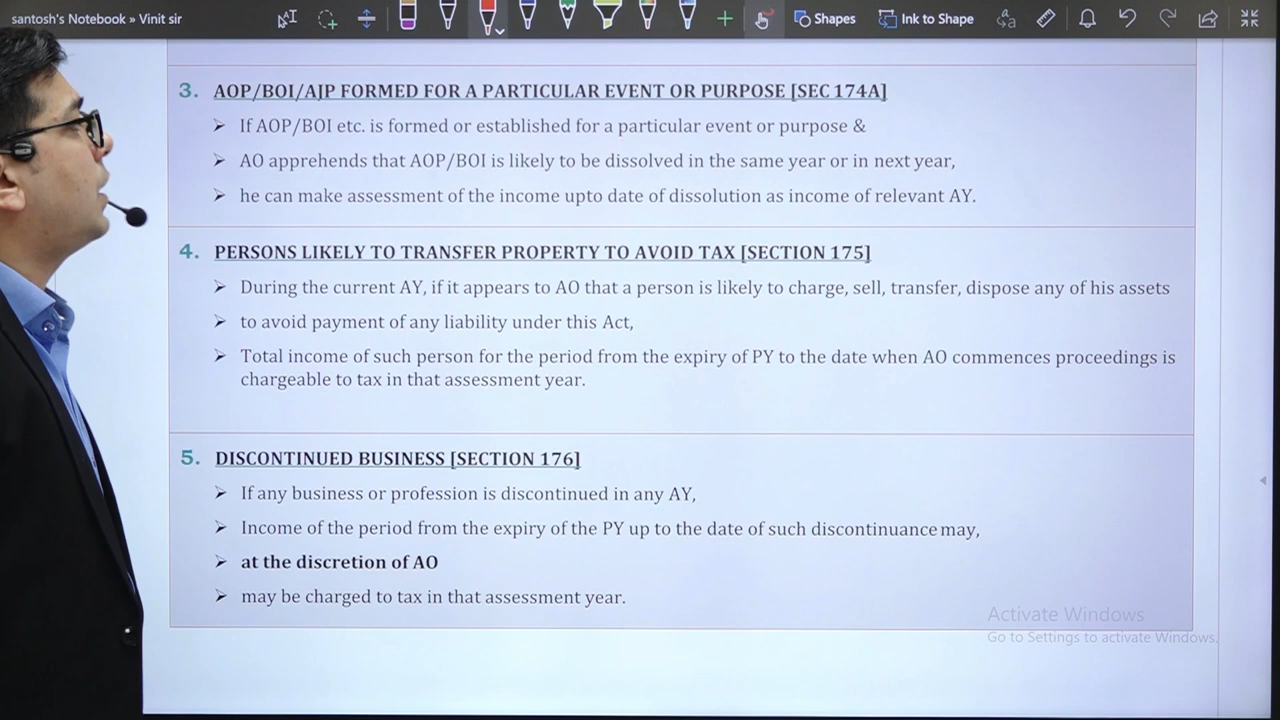 santosh's Notebook » Vinit sir
Shapes
Ink to Shape
3. AOP/BOI/AJP FORMED FOR A PARTICULAR EVENT OR PURPOSE [SEC 174A]
➢ If AOP/BOI etc. is formed or established for a particular event or purpose &
➢ AO apprehends that AOP/BOI is likely to be dissolved in the same year or in next year,
➢ he can make assessment of the income upto date of dissolution as income of relevant AY.
4. PERSONS LIKELY TO TRANSFER PROPERTY TO AVOID TAX [SECTION 175]
➢ During the current AY, if it appears to AO that a person is likely to charge, sell, transfer, dispose any of his assets
➢ to avoid payment of any liability under this Act,
➢ Total income of such person for the period from the expiry of PY to the date when AO commences proceedings is
chargeable to tax in that assessment year.
5. DISCONTINUED BUSINESS [SECTION 176]
➢ If any business or profession is discontinued in any AY,
➢ Income of the period from the expiry of the PY up to the date of such discontinuance may,
➢ at the discretion of AO
➢ may be charged to tax in that assessment year.
Activate Windows
Go to Settings to activate Windows.